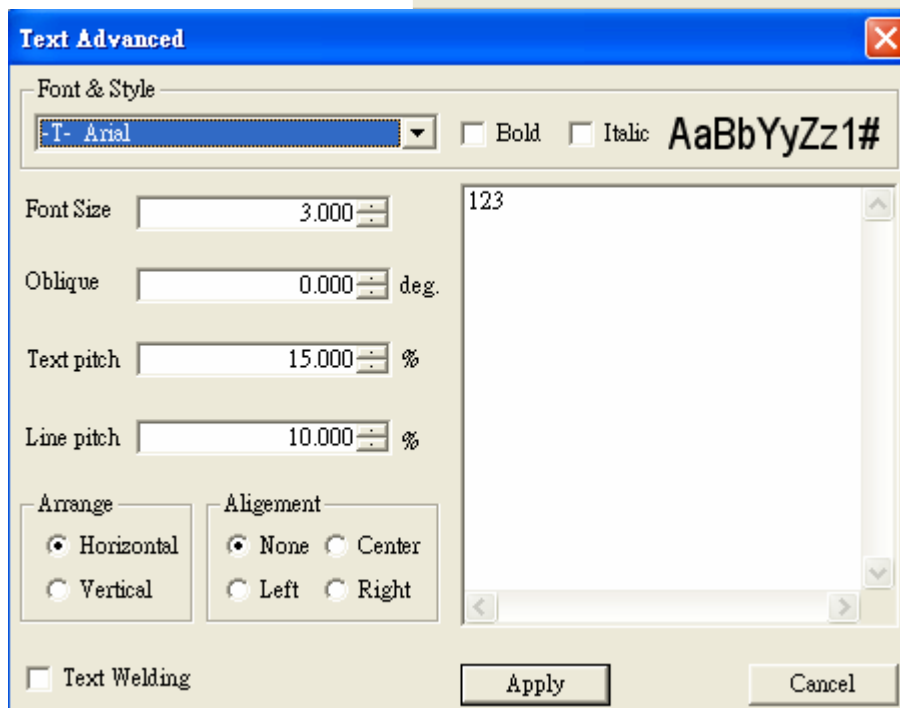 Text Advanced
Font & Style
-T- Arial
Bold
Italic
AaBbYyZz1#
Font Size
3.000
123
Oblique
0.000
deg.
Text pitch
15.000
%
Line pitch
10.000
%
Arrange
Horizontal
Vertical
Aligement
None
Center
Left
Right
Text Welding
Apply
Cancel